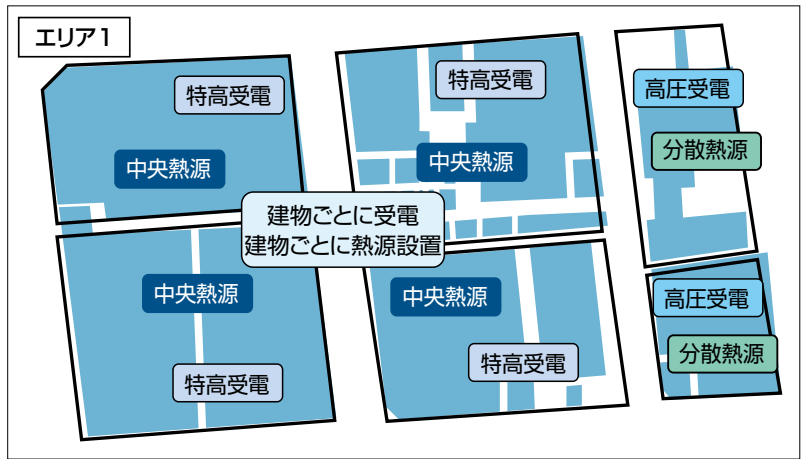 エリア1
特高受電
中央熱源
特高受電
中央熱源
高圧受電
分散熱源
建物ごとに受電
建物ごとに熱源設置
中央熱源
特高受電
中央熱源
特高受電
高圧受電
分散熱源